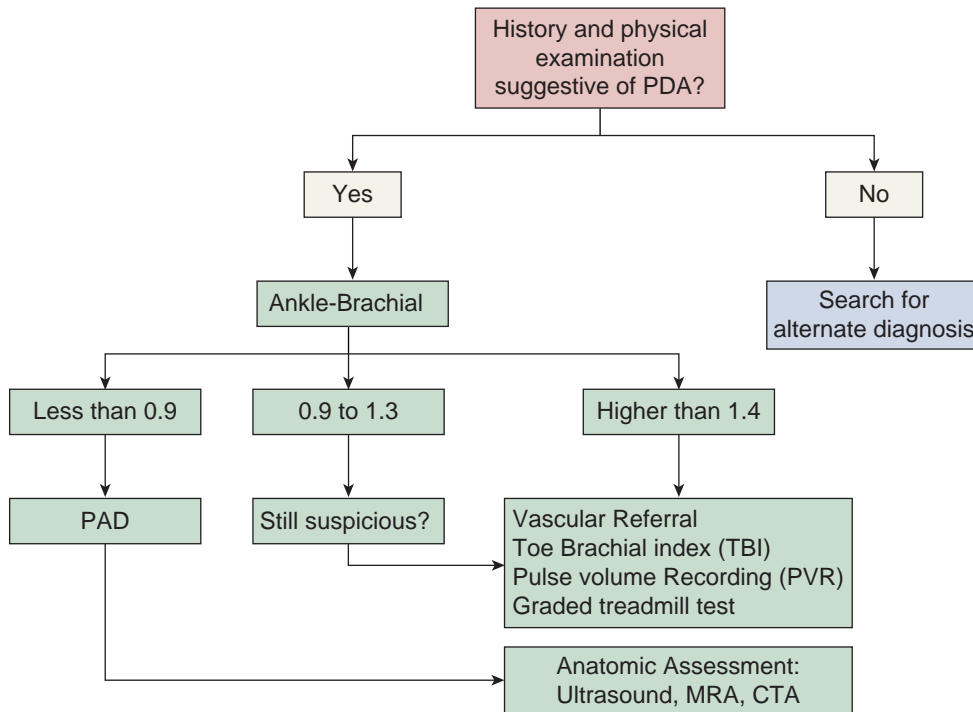 History and physical
examination
suggestive of PDA?
Yes
No
Ankle-Brachial
Search for
alternate diagnosis
Less than 0.9
0.9 to 1.3
Higher than 1.4
PAD
Still suspicious?
Vascular Referral
Toe Brachial index (TBI)
Pulse volume Recording (PVR)
Graded treadmill test
Anatomic Assessment:
Ultrasound, MRA, CTA